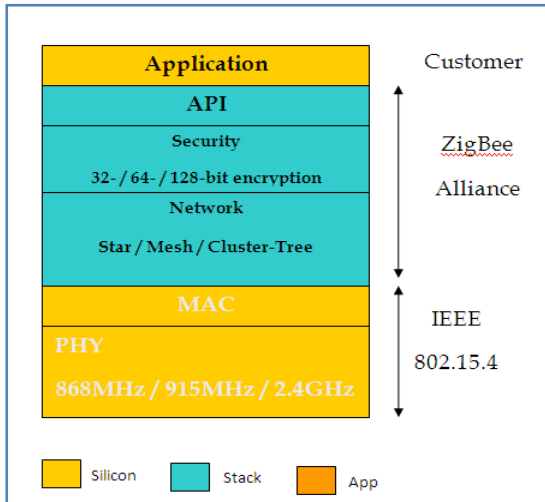 Application
Customer
API
Security
32- / 64- / 128-bit encryption
ZigBee
Alliance
Network
Star / Mesh / Cluster-Tree
MAC
IEEE
802.15.4
PHY
868MHz / 915MHz / 2.4GHz
Silicon
Stack
App